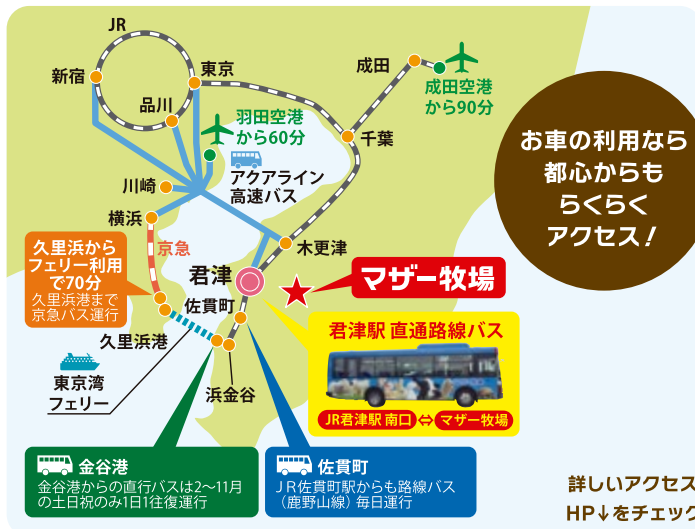 JR
新宿
東京
品川
成田
成田空港
から90分
羽田空港
から60分
千葉
アクアライン
高速バス
川崎
横浜
京急
木更津
君津
佐貫町
久里浜から
フェリー利用
で70分
久里浜港まで
京急バス運行
久里浜港
東京湾
フェリー
浜金谷
お車の利用なら
都心からも
らくらく
アクセス!
マザー牧場
君津駅 直通路線バス
JR君津駅 南口⇔マザー牧場
金谷港
金谷港からの直行バスは2〜11月
の土日祝のみ1日1往復運行
佐貫町
JR佐貫町駅からも路線バス
(鹿野山線)毎日運行
詳しいアクセス
HP↓をチェック